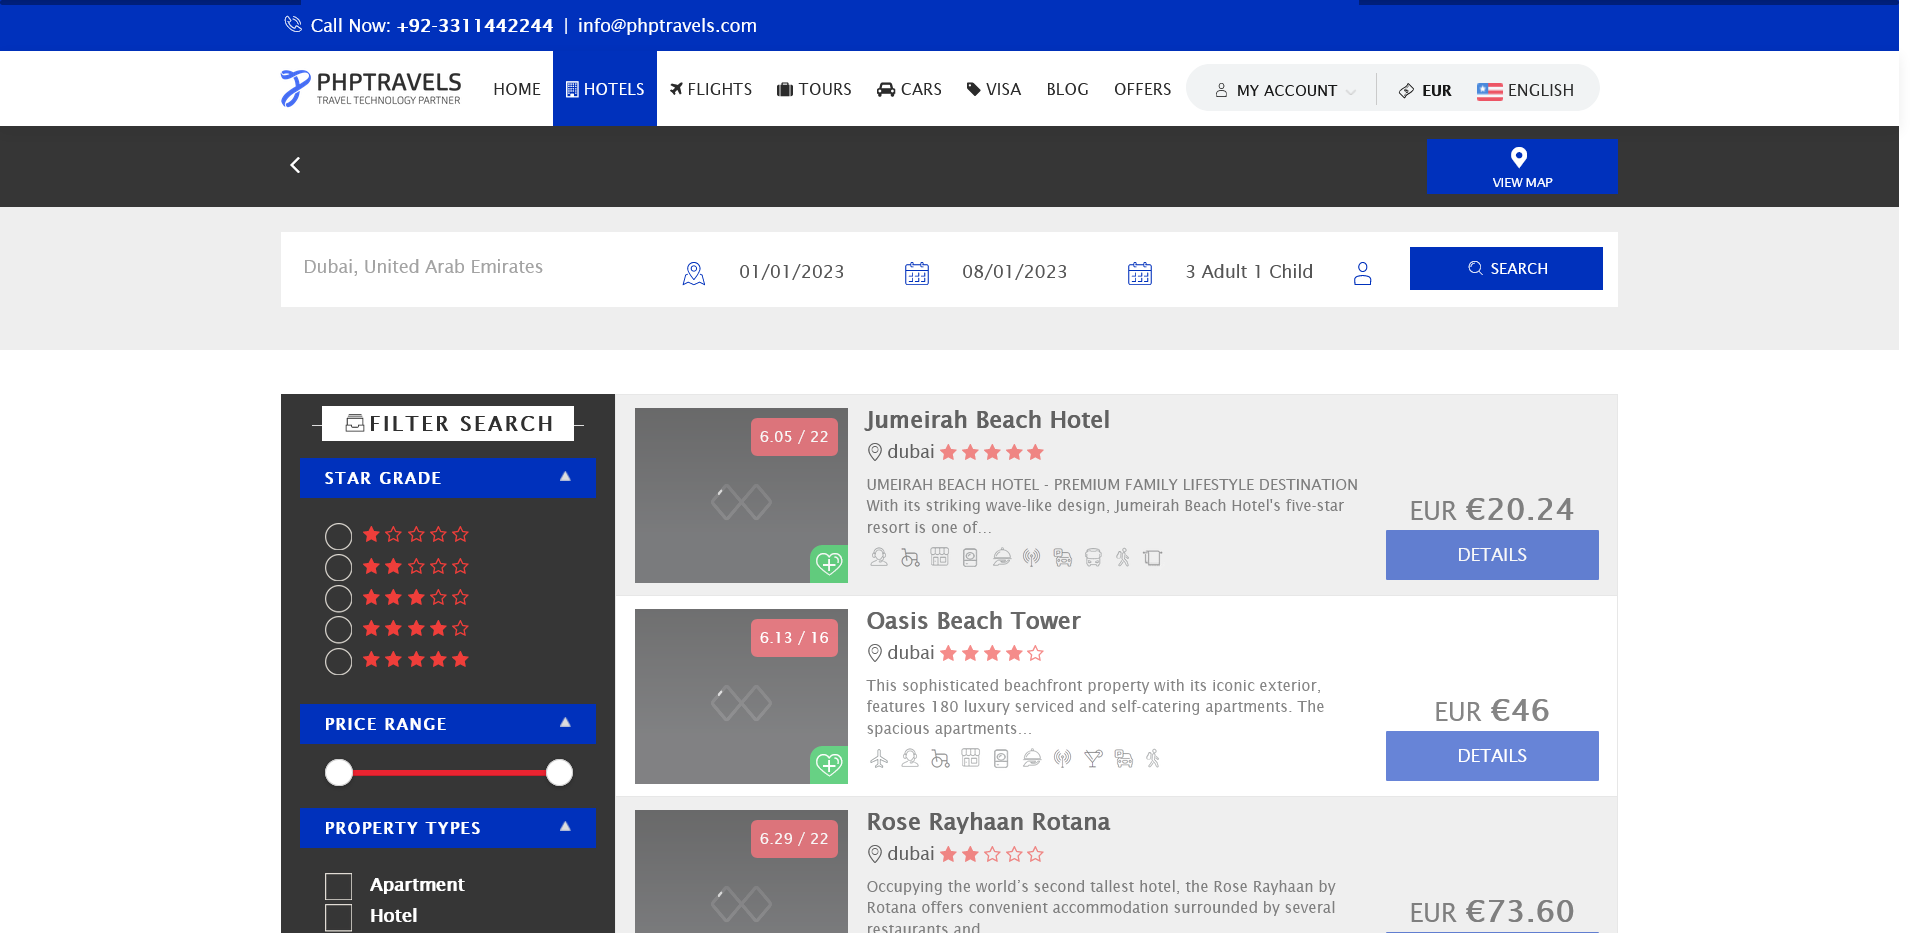 Call Now: +92-3311442244 | info@phptravels.com
PHPTRAVELS
TRAVEL TECHNOLOGY PARTNER
HOME HOTELS FLIGHTS TOURS CARS VISA BLOG OFFERS MY ACCOUNT EUR ENGLISH
VIEW MAP
Dubai, United Arab Emirates 01/01/2023 08/01/2023 3 Adult 1 Child SEARCH
FILTER SEARCH
STAR GRADE
PRICE RANGE
PROPERTY TYPES
Apartment
Hotel
6.05 / 22
Jumeirah Beach Hotel
dubai
UMEIRAH BEACH HOTEL - PREMIUM FAMILY LIFESTYLE DESTINATION
With its striking wave-like design, Jumeirah Beach Hotel's five-star
resort is one of...
EUR €20.24
DETAILS
6.13 / 16
Oasis Beach Tower
dubai
This sophisticated beachfront property with its iconic exterior,
features 180 luxury serviced and self-catering apartments. The
spacious apartments...
EUR €46
DETAILS
6.29 / 22
Rose Rayhaan Rotana
dubai
Occupying the world’s second tallest hotel, the Rose Rayhaan by
Rotana offers convenient accommodation surrounded by several
restaurants and
EUR €73.60